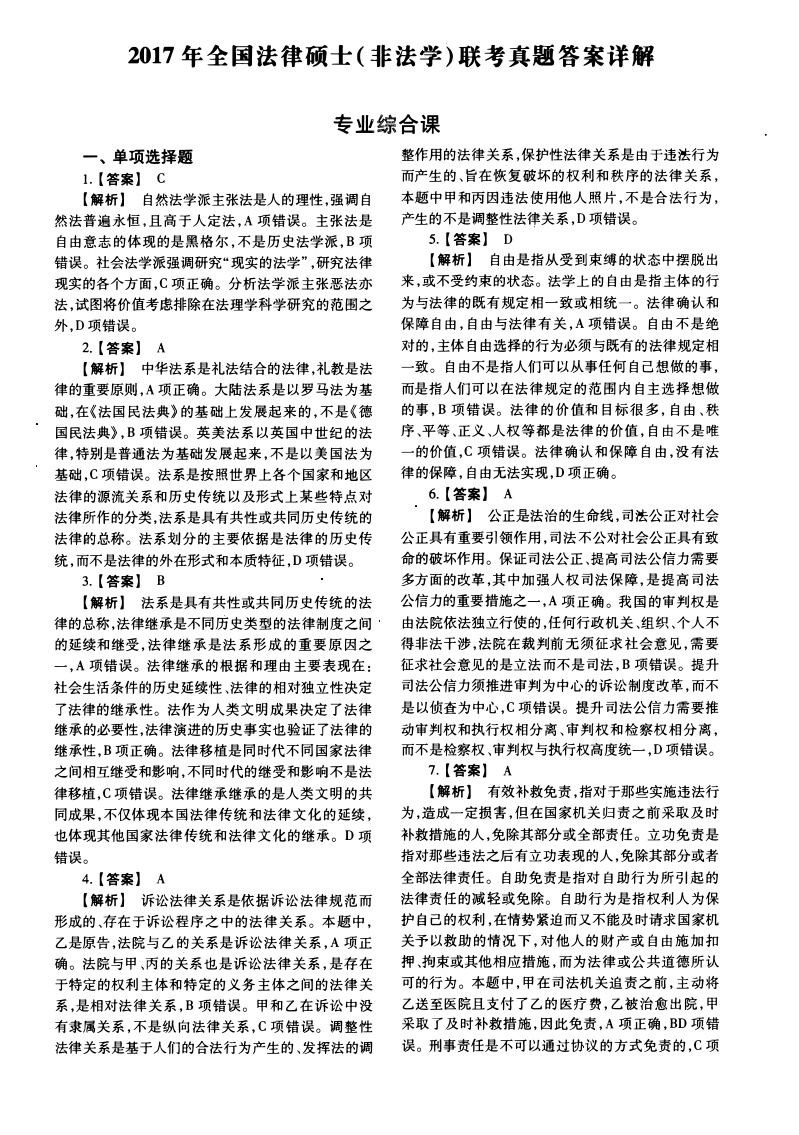 2017 年全国法律硕士(非法学)联考真题答案详解
专业综合课
一、单项选择题
1.【答案】 C
【解析】 自然法学派主张法是人的理性,强调自
然法普遍永恒,且高于人定法,A 项错误。主张法是
自由意志的体现的是黑格尔,不是历史法学派,B 项
错误。社会法学派强调研究“现实的法学”,研究法律
现实的各个方面,C 项正确。分析法学派主张恶法亦
法,试图将价值考虑排除在法理学科学研究的范围之
外,D 项错误。
2.【答案】 A
【解析】 中华法系是礼法结合的法律,礼教是法
律的重要原则,A 项正确。大陆法系是以罗马法为基
础,在《法国民法典》的基础上发展起来的,不是《德
国民法典》,B 项错误。英美法系以英国中世纪的法
律,特别是普通法为基础发展起来,不是以美国法为
基础,C 项错误。法系是按照世界上各个国家和地区
法律的源流关系和历史传统以及形式上某些特点对
法律所作的分类,法系是具有共性或共同历史传统的
法律的总称。法系划分的主要依据是法律的历史传
统,而不是法律的外在形式和本质特征,D 项错误。
3.【答案】 B
【解析】 法系是具有共性或共同历史传统的法
律的总称,法律继承是不同历史类型的法律制度之间
的延续和继受,法律继承是法系形成的重要原因之
一,A 项错误。法律继承的根据和理由主要表现在:
社会生活条件的历史延续性、法律的相对独立性决定
了法律的继承性。法作为人类文明成果决定了法律
继承的必要性,法律演进的历史事实也验证了法律的
继承性,B 项正确。法律移植是同时代不同国家法律
之间相互继受和影响,不同时代的继受和影响不是法
律移植,C 项错误。法律继承继承的是人类文明的共
同成果,不仅体现本国法律传统和法律文化的延续,
也体现其他国家法律传统和法律文化的继承。D 项
错误。
4.【答案】 A
【解析】 诉讼法律关系是依据诉讼法律规范而
形成的、存在于诉讼程序之中的法律关系。本题中,
乙是原告,法院与乙的关系是诉讼法律关系,A 项正
确。法院与甲、丙的关系也是诉讼法律关系,是存在
于特定的权利主体和特定的义务主体之间的法律关
系,是相对法律关系,B 项错误。甲和乙在诉讼中没
有隶属关系,不是纵向法律关系,C 项错误。调整性
法律关系是基于人们的合法行为产生的、发挥法的调
整作用的法律关系,保护性法律关系是由于违法行为
而产生的、旨在恢复破坏的权利和秩序的法律关系,
本题中甲和丙因违法使用他人照片,不是合法行为,
产生的不是调整性法律关系,D 项错误。
5.【答案】 D
【解析】 自由是指从受到束缚的状态中摆脱出
来,或不受约束的状态。法学上的自由是指主体的行
为与法律的既有规定相一致或相统一。法律确认和
保障自由,自由与法律有关,A 项错误。自由不是绝
对的,主体自由选择的行为必须与既有的法律规定相
一致。自由不是指人们可以从事任何自己想做的事,
而是指人们可以在法律规定的范围内自主选择想做
的事,B 项错误。法律的价值和目标很多,自由、秩
序、平等、正义、人权等都是法律的价值,自由不是唯
一的价值,C 项错误。法律确认和保障自由,没有法
律的保障,自由无法实现,D 项正确。
6.【答案】 A
【解析】 公正是法治的生命线,司法公正对社会
公正具有重要引领作用,司法不公对社会公正具有致
命的破坏作用。保证司法公正、提高司法公信力需要
多方面的改革,其中加强人权司法保障,是提高司法
公信力的重要措施之一,A 项正确。我国的审判权是
由法院依法独立行使的,任何行政机关、组织、个人不
得非法干涉,法院在裁判前无须征求社会意见,需要
征求社会意见的是立法而不是司法,B 项错误。提升
司法公信力须推进审判为中心的诉讼制度改革,而不
是以侦查为中心,C 项错误。提升司法公信力需要推
动审判权和执行权相分离、审判权和检察权相分离,
而不是检察权、审判权与执行权高度统一,D 项错误。
7.【答案】 A
【解析】 有效补救免责,指对于那些实施违法行
为,造成一定损害,但在国家机关归责之前采取及时
补救措施的人,免除其部分或全部责任。立功免责是
指对那些违法之后有立功表现的人,免除其部分或者
全部法律责任。自助免责是指对自助行为所引起的
法律责任的减轻或免除。自助行为是指权利人为保
护自己的权利,在情势紧迫而又不能及时请求国家机
关予以救助的情况下,对他人的财产或自由施加扣
押、拘束或其他相应措施,而为法律或公共道德所认
可的行为。本题中,甲在司法机关追责之前,主动将
乙送至医院且支付了乙的医疗费,乙被治愈出院,甲
采取了及时补救措施,因此免责,A 项正确,BD 项错
误。刑事责任是不可以通过协议的方式免责的,C 项